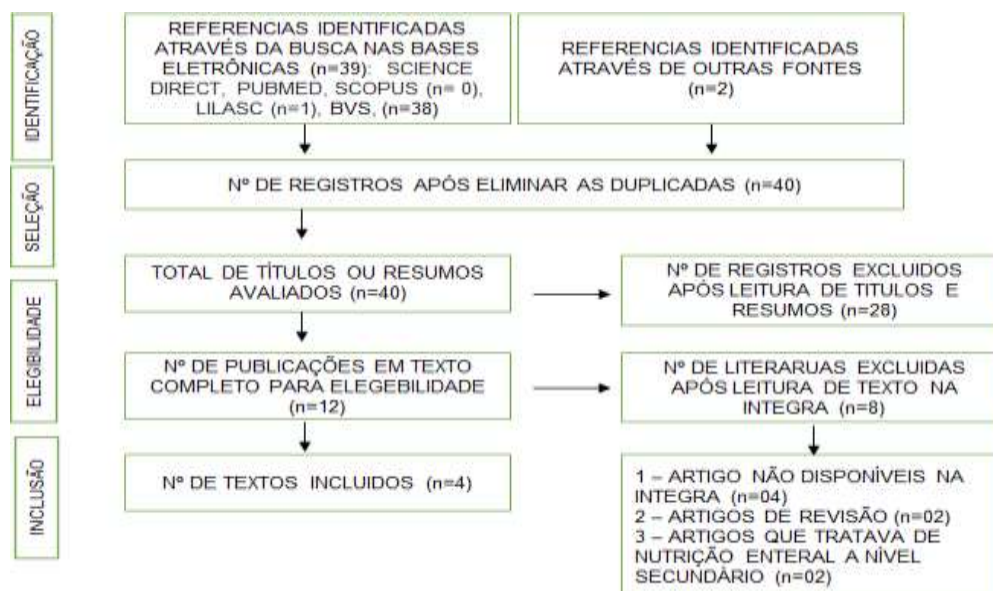 IDENTIFICAÇÃO
REFERENCIAS IDENTIFICADAS
ATRAVÉS DA BUSCA NAS BASES
ELETRÔNICAS (n=39): SCIENCE
DIRECT, PUBMED, SCOPUS (n= 0),
LILASC (n=1), BVS, (n=38)
REFERENCIAS IDENTIFICADAS
ATRAVÉS DE OUTRAS FONTES
(n=2)
SELEÇÃO
Nº DE REGISTROS APÓS ELIMINAR AS DUPLICADAS (n=40)
TOTAL DE TÍTULOS OU RESUMOS
AVALIADOS (n=40)
Nº DE REGISTROS EXCLUIDOS
APÓS LEITURA DE TITULOS E
RESUMOS (n=28)
ELEGIBILIDADE
Nº DE PUBLICAÇÕES EM TEXTO
COMPLETO PARA ELEGEBILIDADE
(n=12)
Nº DE LITERARUAS EXCLUIDAS
APÓS LEITURA DE TEXTO NA
INTEGRA (n=8)
INCLUSÃO
Nº DE TEXTOS INCLUIDOS (n=4)
1 – ARTIGO NÃO DISPONÍVEIS NA
INTEGRA (n=04)
2 – ARTIGOS DE REVISÃO (n=02)
3 – ARTIGOS QUE TRATAVA DE
NUTRIÇÃO ENTERAL A NÍVEL
SECUNDÁRIO (n=02)